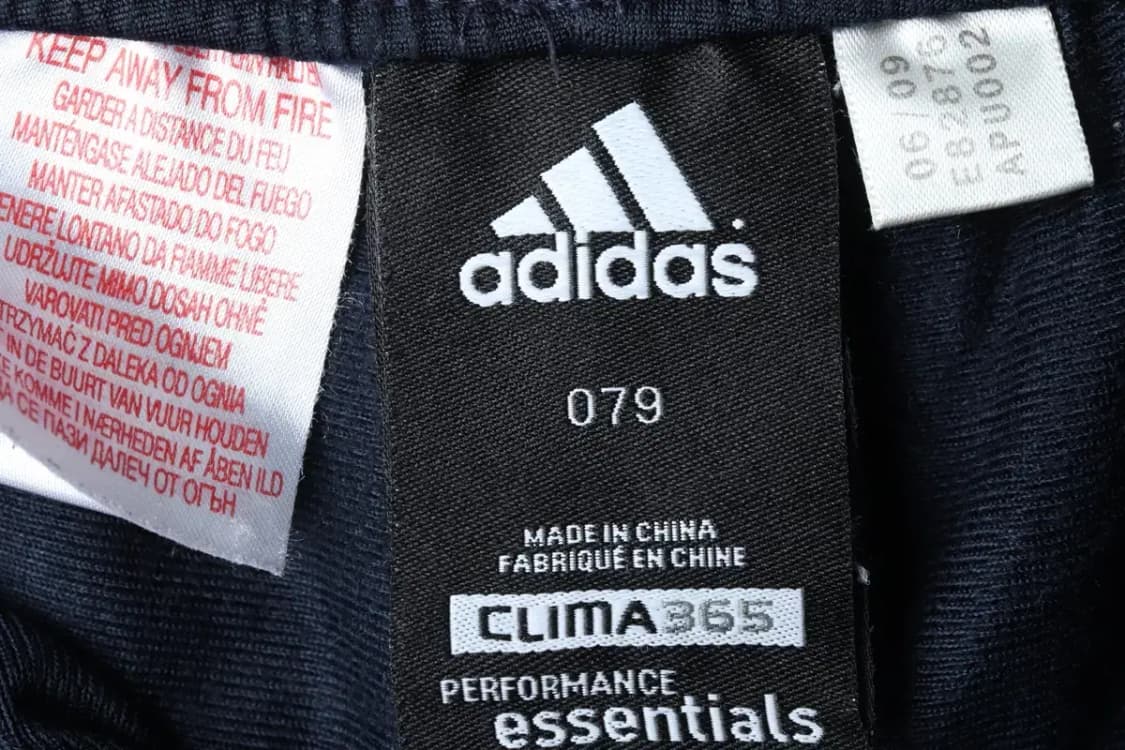 KEEP AWAY FROM FIRE
GARDER A DISTANCE DU FEU
MANTÉNGASE ALEJADO DEL FUEGO
MANTER AFASTADO DO FOGO
LONTANO DA FIAMME LIBERE
UDRŽUJTE MIMO DOSAH OHNĚ
VAROVATI PRED OGNJEM
TRZYMAĆ Z DALEKA OD OGNIA
IN DE BUURT VAN VUUR HOUDEN
KOMME I NÆRHEDEN AF ÅBEN ILD
СЕ ПАЗИ ДАЛЕЧ ОТ ОГЪН
adidas
079
MADE IN CHINA
FABRIQUÉ EN CHINE
CLIMA365
PERFORMANCE
essentials
06/09
E82876
APU002